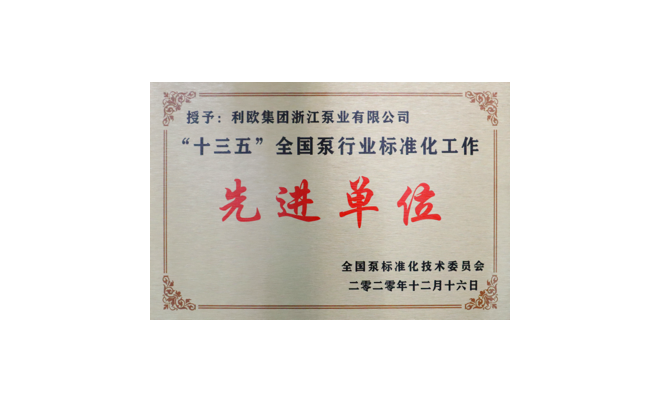 授予：利欧集团浙江泵业有限公司
“十三五”全国泵行业标准化工作
先进单位
全国泵标准化技术委员会
二零二零年十二月十六日